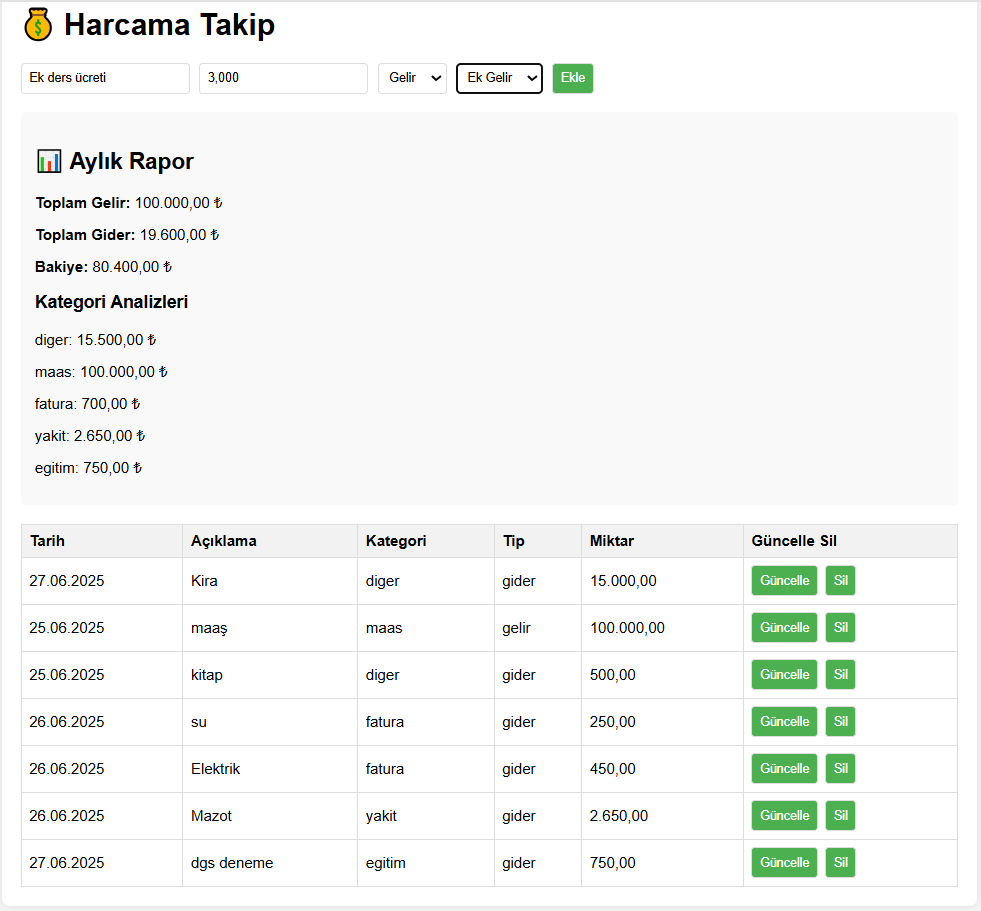 Harcama Takip
Ek ders ücreti 3,000 Gelir Ek Gelir Ekle
Aylık Rapor
Toplam Gelir: 100.000,00 ₺
Toplam Gider: 19.600,00 ₺
Bakiye: 80.400,00 ₺
Kategori Analizleri
diger: 15.500,00 ₺
maas: 100.000,00 ₺
fatura: 700,00 ₺
yakit: 2.650,00 ₺
egitim: 750,00 ₺
Tarih Açıklama Kategori Tip Miktar Güncelle Sil
27.06.2025 Kira diger gider 15.000,00 Güncelle Sil
25.06.2025 maaş maas gelir 100.000,00 Güncelle Sil
25.06.2025 kitap diger gider 500,00 Güncelle Sil
26.06.2025 su fatura gider 250,00 Güncelle Sil
26.06.2025 Elektrik fatura gider 450,00 Güncelle Sil
26.06.2025 Mazot yakit gider 2.650,00 Güncelle Sil
27.06.2025 dgs deneme egitim gider 750,00 Güncelle Sil